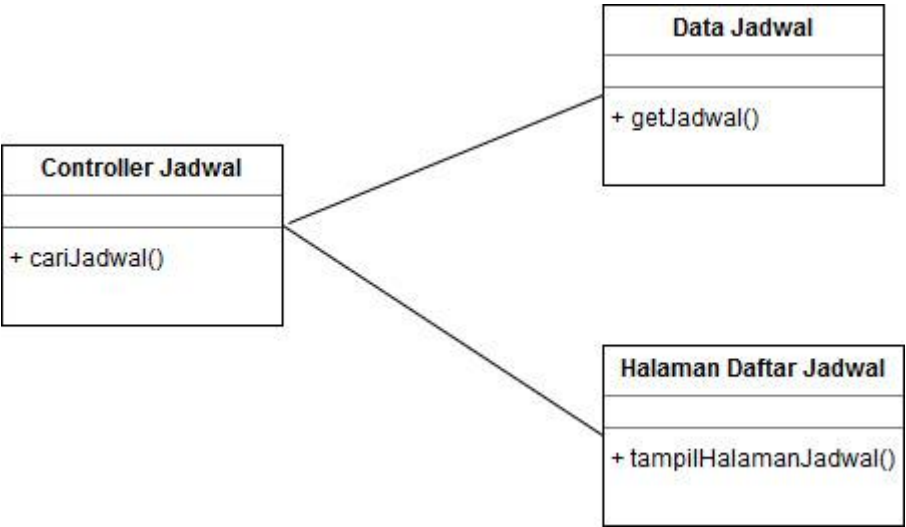 Data Jadwal
+ getJadwal()
Controller Jadwal
+ cariJadwal()
Halaman Daftar Jadwal
+ tampilHalamanJadwal()